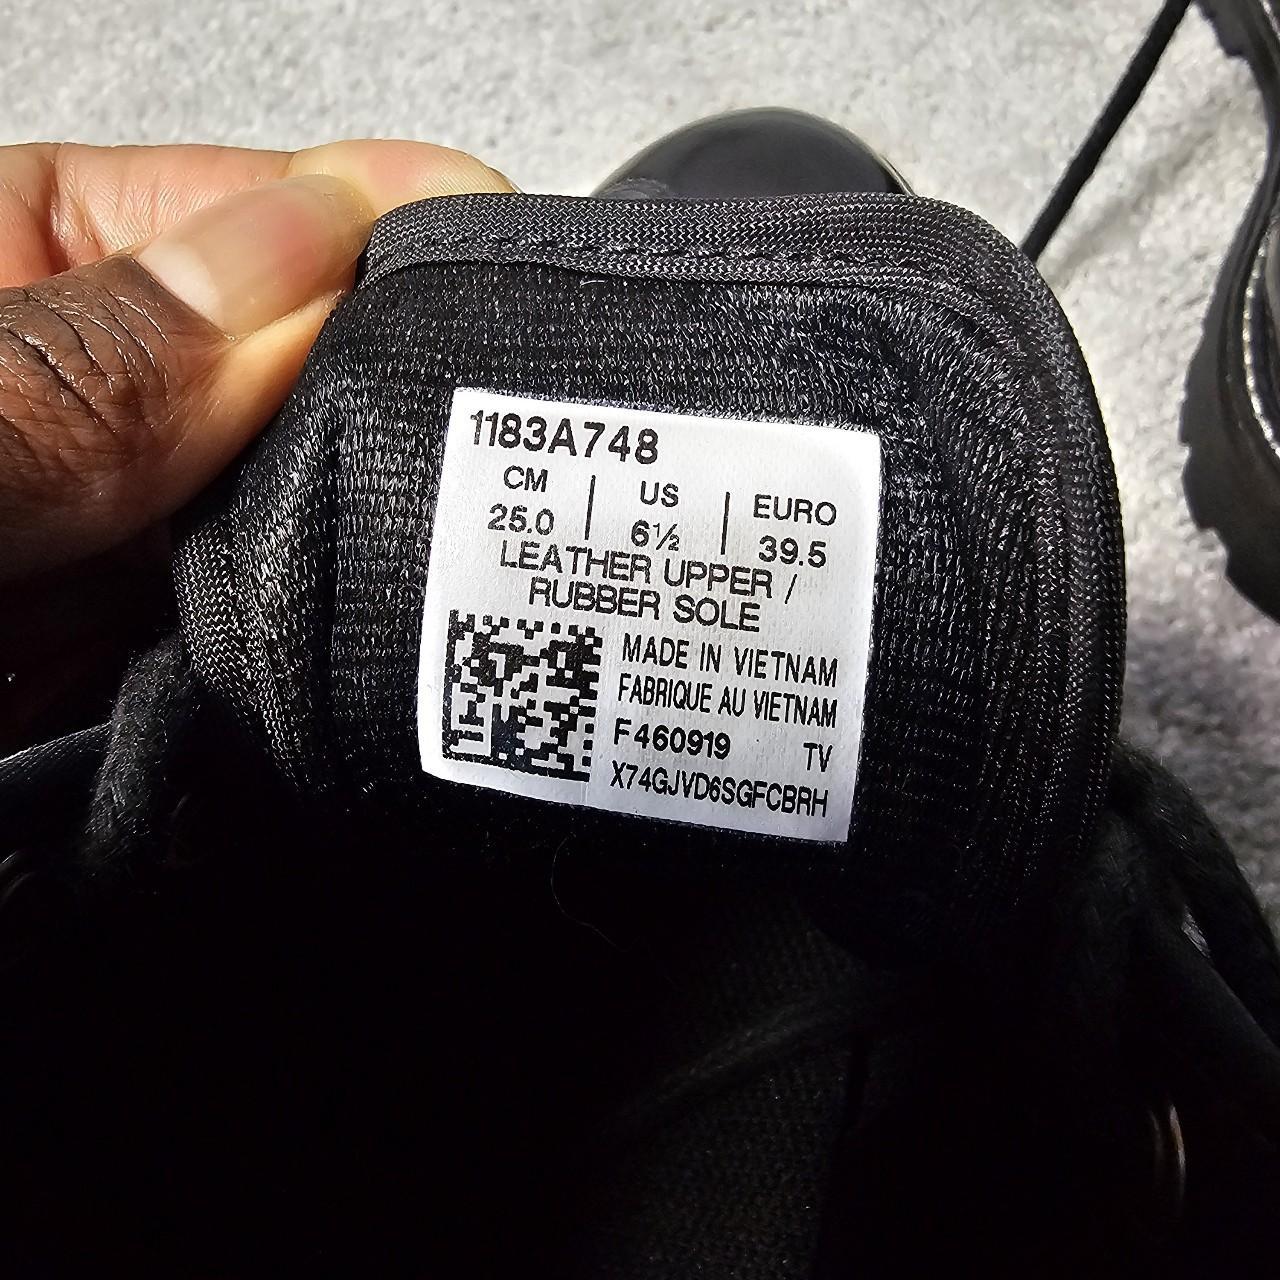 1183A748
CM | US | EURO
25.0 | 6½ | 39.5
LEATHER UPPER /
RUBBER SOLE
MADE IN VIETNAM
FABRIQUE AU VIETNAM
F460919 TV
X74GJVD6SGFCBRH